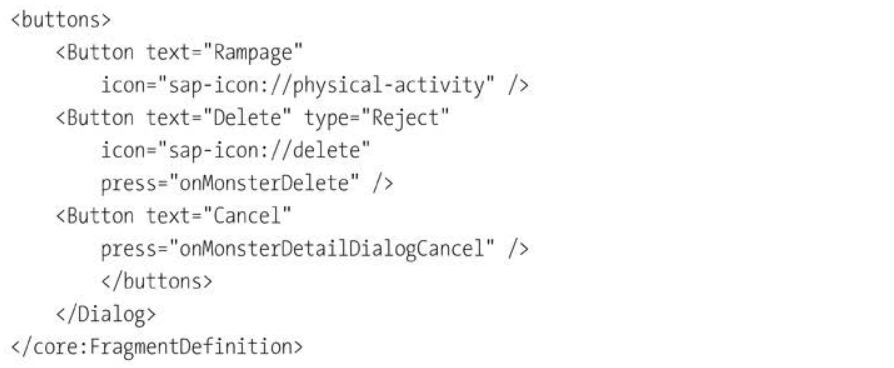 <buttons>
    <Button text="Rampage"
        icon="sap-icon://physical-activity" />
    <Button text="Delete" type="Reject"
        icon="sap-icon://delete"
        press="onMonsterDelete" />
    <Button text="Cancel"
        press="onMonsterDetailDialogCancel" />
        </buttons>
    </Dialog>
</core:FragmentDefinition>